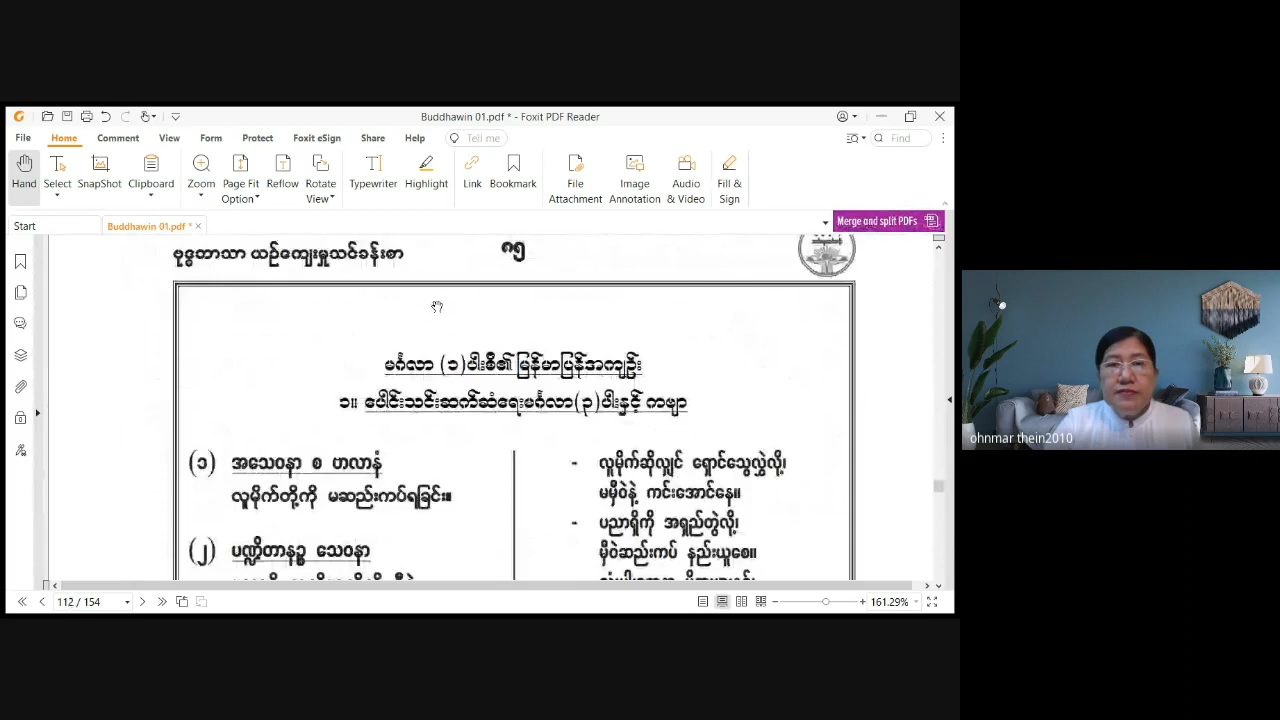 Buddhawin 01.pdf * - Foxit PDF Reader
File Home Comment View Form Protect Foxit eSign Share Help Tell me Find
Hand Select SnapShot Clipboard Zoom Page Fit Option Reflow Rotate View Typewriter Highlight Link Bookmark File Attachment Image Annotation Audio & Video Fill & Sign
Start Buddhawin 01.pdf * Merge and split PDFs
ဗုဒ္ဓဘာသာ ယဉ်ကျေးမှုသင်ခန်းစာ ၈၅
မင်္ဂလာ (၁)ပါးစီ၏ မြန်မာပြန်အကျဉ်း
၁။ ပေါင်းသင်းဆက်ဆံရေးမင်္ဂလာ(၃)ပါးနှင့် ကဗျာ
(၁) အသေဝနာ စ ဗာလာနံ
လူမိုက်တို့ကို မဆည်းကပ်ရခြင်း။
(၂) ပဏ္ဍိတာနဉ္စ သေဝနာ
- လူမိုက်ဆိုလျှင် ရှောင်သွေလွှဲလို့၊
မမှီဝဲနဲ့ ကင်းအောင်နေ။
- ပညာရှိကို အရှည်တွဲလို့၊
မှီဝဲဆည်းကပ် နည်းယူစေ။
112 / 154 161.29%
ohnmar thein2010